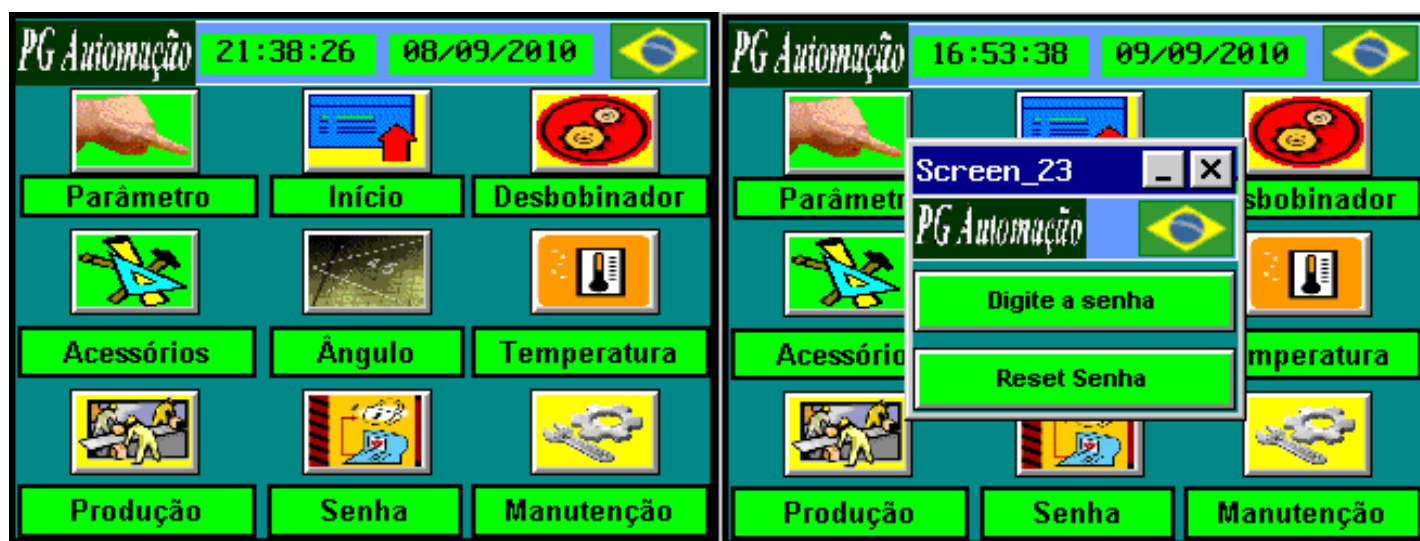 PG Automação 21:38:26 08/09/2010
Parâmetro Início Desbobinador
Acessórios Ângulo Temperatura
Produção Senha Manutenção
PG Automação 16:53:38 09/09/2010
Screen_23
Parâmetr sbobinador
PG Automação
Digite a senha
Acessório mperatura
Reset Senha
Produção Senha Manutenção